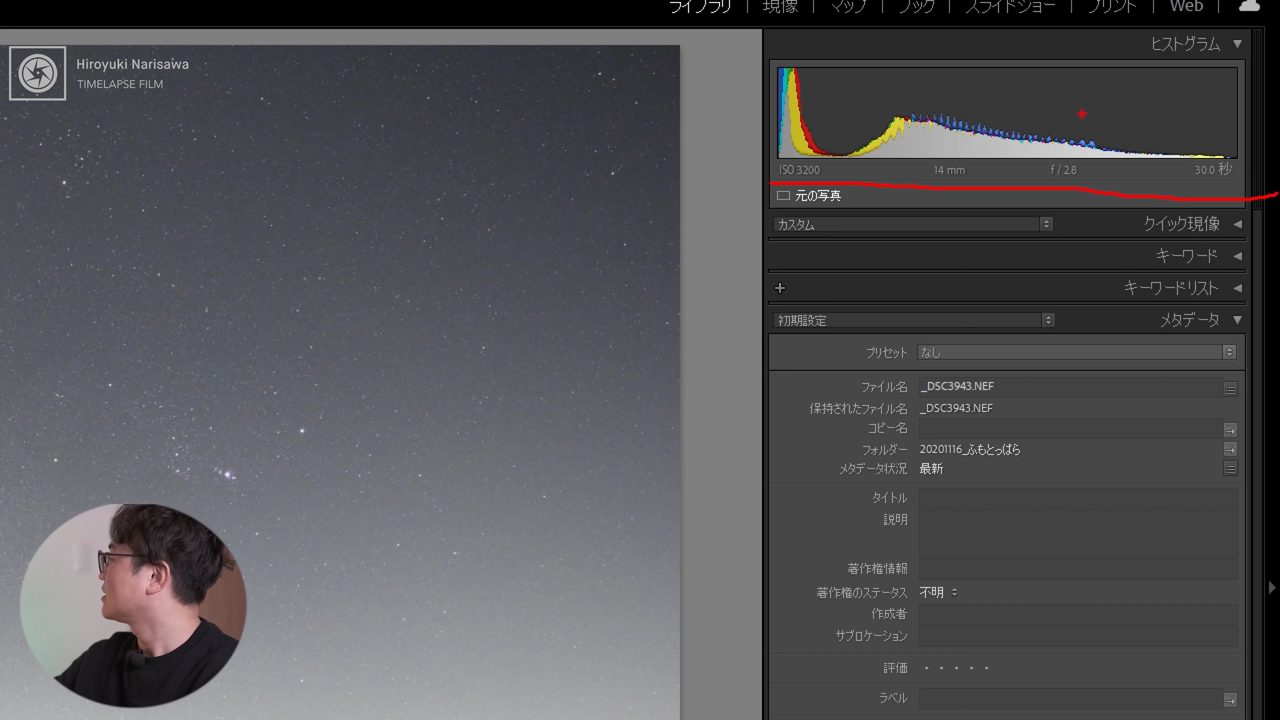 ライブラリ | 現像 | マップ | ブック | スライドショー | プリント | Web |
Hiroyuki Narisawa
TIMELAPSE FILM
ヒストグラム
ISO 3200 14 mm f / 2.8 30.0 秒
元の写真
カスタム クイック現像
キーワード
キーワードリスト
初期設定 メタデータ
プリセット なし
ファイル名 _DSC3943.NEF
保持されたファイル名 _DSC3943.NEF
コピー名
フォルダー 20201116_ふもとっぱら
メタデータ状況 最新
タイトル
説明
著作権情報
著作権のステータス 不明
作成者
サブロケーション
評価
ラベル